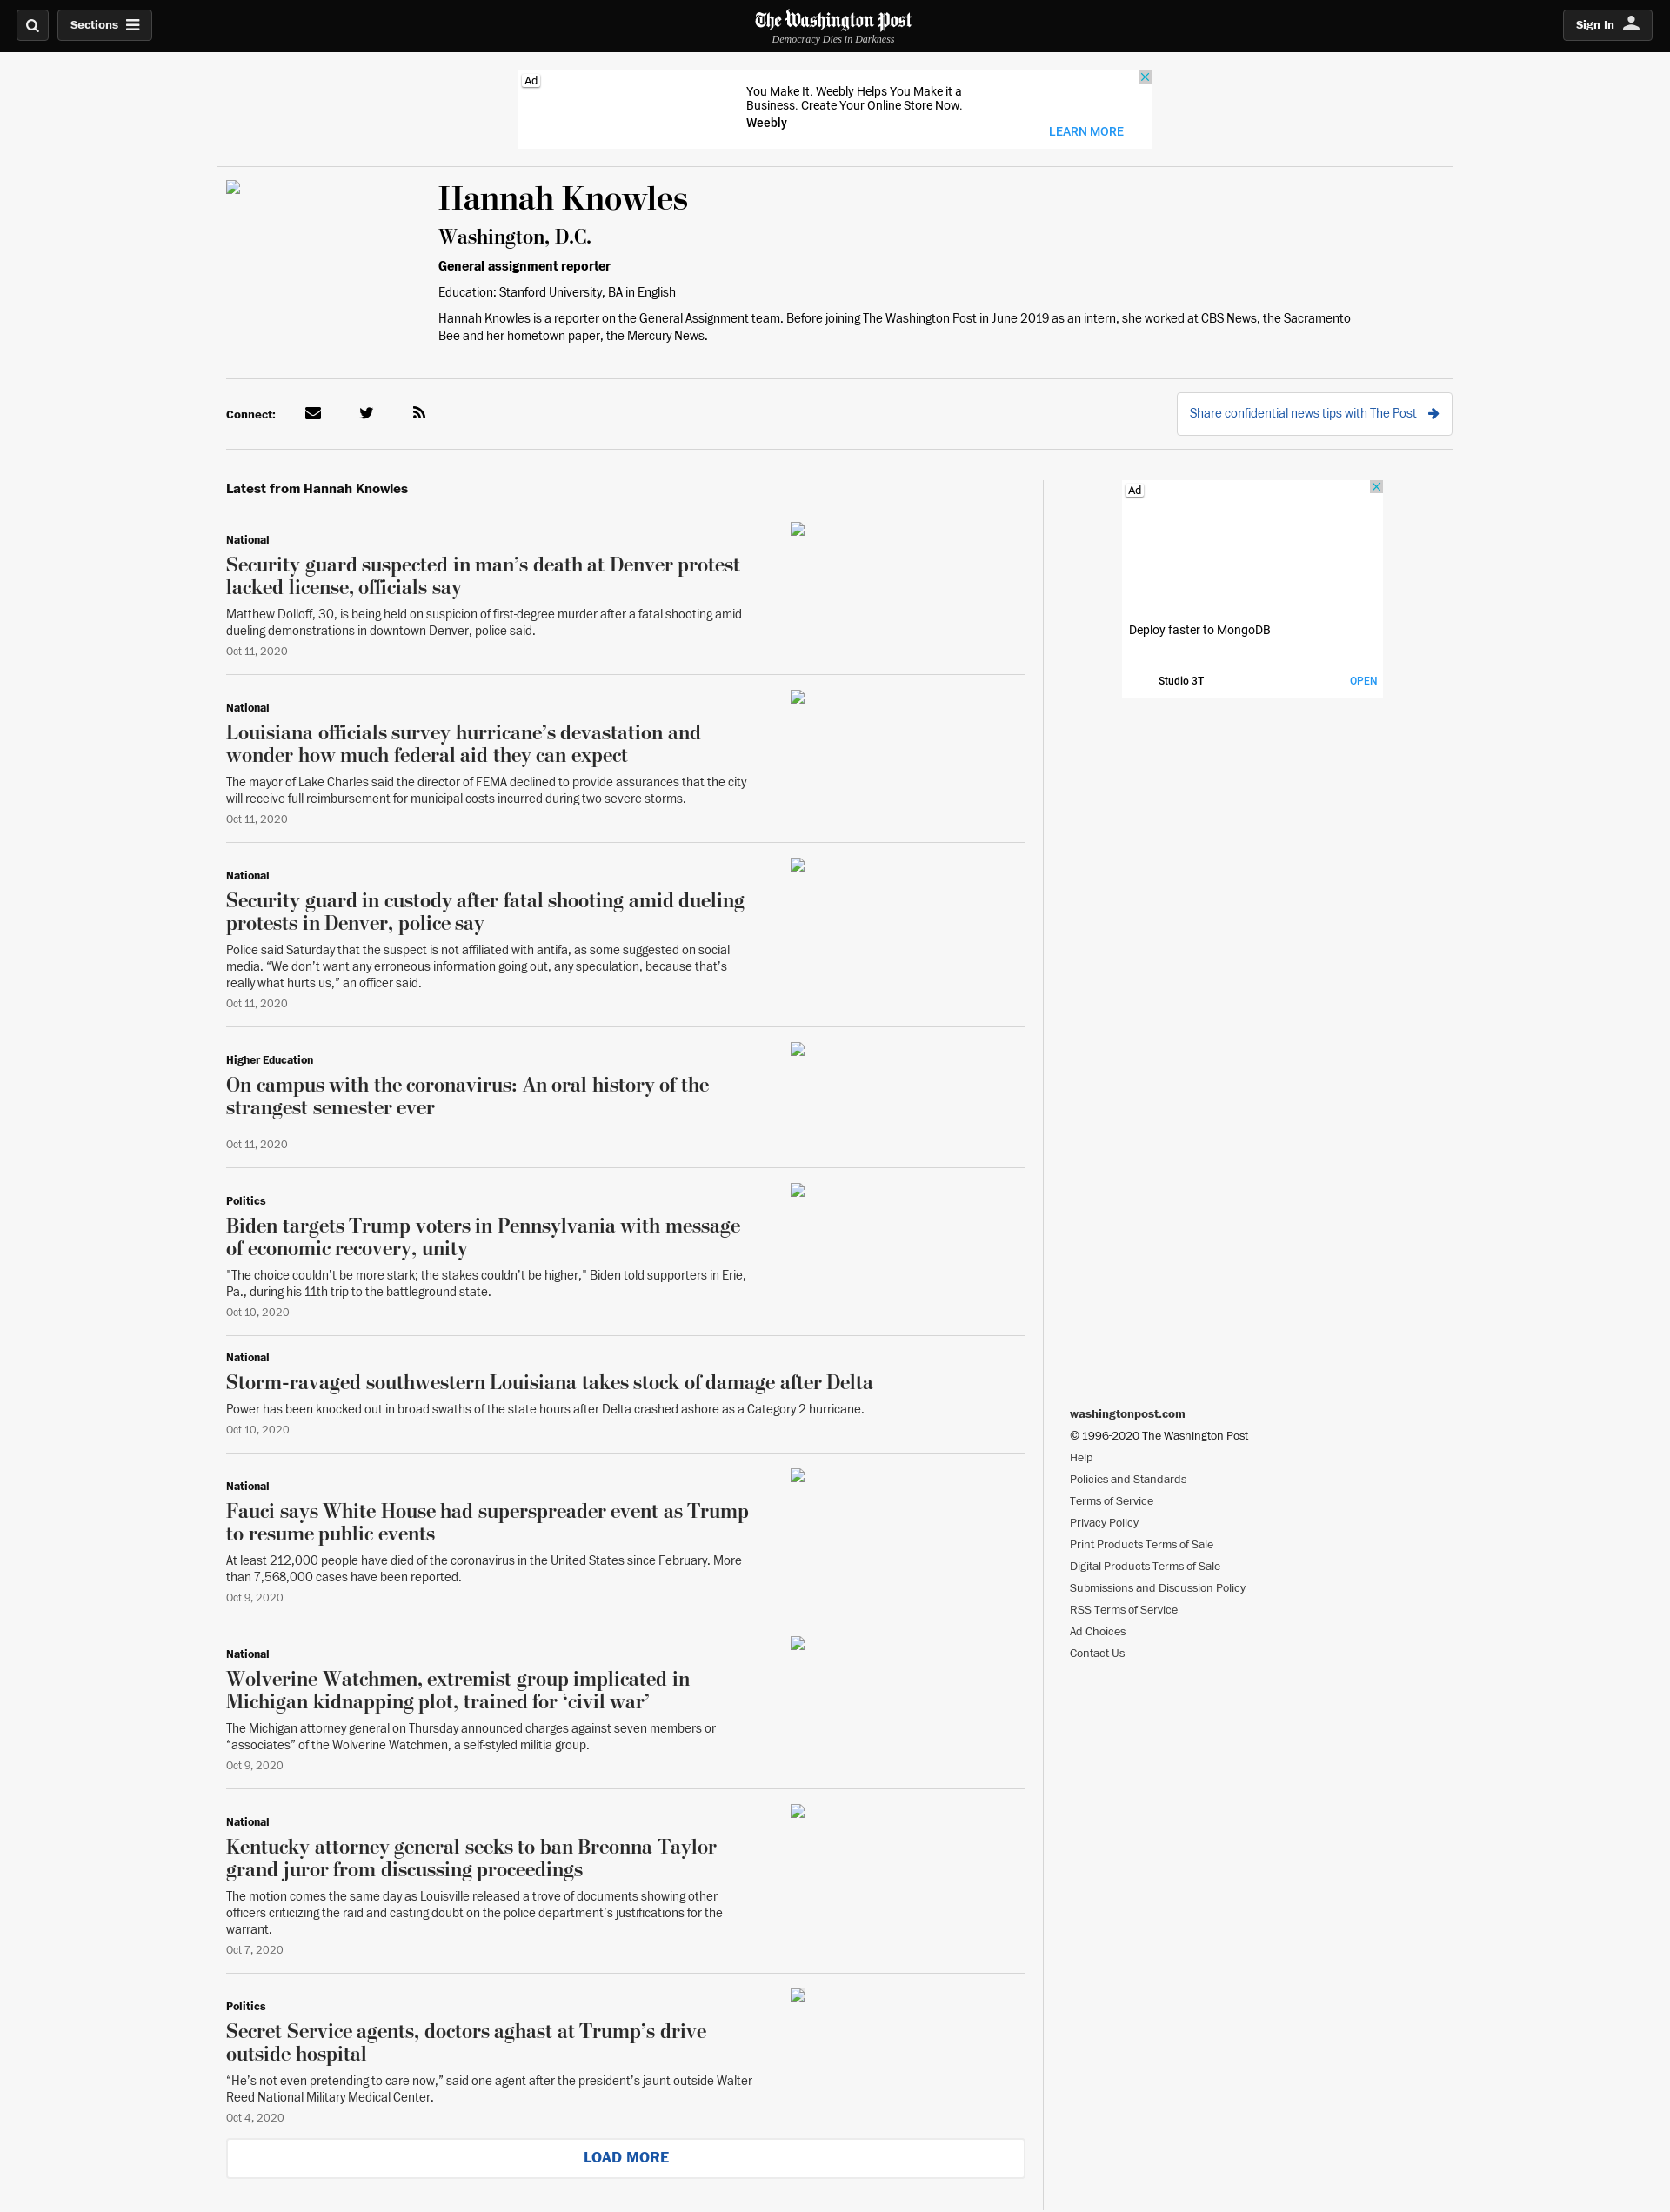 Sections
The Washington Post
Democracy Dies in Darkness
Sign In
Ad
You Make It. Weebly Helps You Make it a
Business. Create Your Online Store Now.
Weebly
LEARN MORE
Hannah Knowles
Washington, D.C.
General assignment reporter
Education: Stanford University, BA in English
Hannah Knowles is a reporter on the General Assignment team. Before joining The Washington Post in June 2019 as an intern, she worked at CBS News, the Sacramento
Bee and her hometown paper, the Mercury News.
Connect:
Share confidential news tips with The Post
Latest from Hannah Knowles
National
Security guard suspected in man’s death at Denver protest
lacked license, officials say
Matthew Dolloff, 30, is being held on suspicion of first-degree murder after a fatal shooting amid
dueling demonstrations in downtown Denver, police said.
Oct 11, 2020
National
Louisiana officials survey hurricane’s devastation and
wonder how much federal aid they can expect
The mayor of Lake Charles said the director of FEMA declined to provide assurances that the city
will receive full reimbursement for municipal costs incurred during two severe storms.
Oct 11, 2020
National
Security guard in custody after fatal shooting amid dueling
protests in Denver, police say
Police said Saturday that the suspect is not affiliated with antifa, as some suggested on social
media. “We don’t want any erroneous information going out, any speculation, because that’s
really what hurts us,” an officer said.
Oct 11, 2020
Higher Education
On campus with the coronavirus: An oral history of the
strangest semester ever
Oct 11, 2020
Politics
Biden targets Trump voters in Pennsylvania with message
of economic recovery, unity
"The choice couldn’t be more stark; the stakes couldn’t be higher," Biden told supporters in Erie,
Pa., during his 11th trip to the battleground state.
Oct 10, 2020
National
Storm-ravaged southwestern Louisiana takes stock of damage after Delta
Power has been knocked out in broad swaths of the state hours after Delta crashed ashore as a Category 2 hurricane.
Oct 10, 2020
National
Fauci says White House had superspreader event as Trump
to resume public events
At least 212,000 people have died of the coronavirus in the United States since February. More
than 7,568,000 cases have been reported.
Oct 9, 2020
National
Wolverine Watchmen, extremist group implicated in
Michigan kidnapping plot, trained for ‘civil war’
The Michigan attorney general on Thursday announced charges against seven members or
“associates” of the Wolverine Watchmen, a self-styled militia group.
Oct 9, 2020
National
Kentucky attorney general seeks to ban Breonna Taylor
grand juror from discussing proceedings
The motion comes the same day as Louisville released a trove of documents showing other
officers criticizing the raid and casting doubt on the police department’s justifications for the
warrant.
Oct 7, 2020
Politics
Secret Service agents, doctors aghast at Trump’s drive
outside hospital
“He’s not even pretending to care now,” said one agent after the president’s jaunt outside Walter
Reed National Military Medical Center.
Oct 4, 2020
LOAD MORE
Ad
Deploy faster to MongoDB
Studio 3T
OPEN
washingtonpost.com
© 1996-2020 The Washington Post
Help
Policies and Standards
Terms of Service
Privacy Policy
Print Products Terms of Sale
Digital Products Terms of Sale
Submissions and Discussion Policy
RSS Terms of Service
Ad Choices
Contact Us